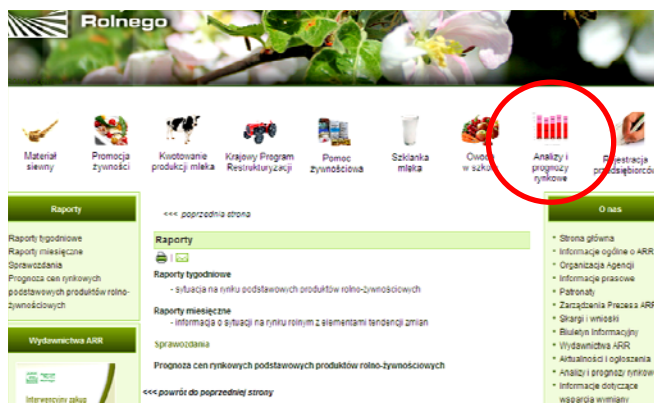 Rolnego
Materiał
siewny
Promocja
żywności
Kwotowanie
produkcji mleka
Krajowy Program
Restrukturyzacji
Pomoc
żywnościowa
Szklanka
mleka
Owoce
w szkole
Analizy i
prognozy
rynkowe
Rejestracja
przedsiębiorców
Raporty
Raporty tygodniowe
Raporty miesięczne
Sprawozdania
Prognoza cen rynkowych
podstawowych produktów rolno-
żywnościowych
Wydawnictwa ARR
Interwencyjny zakup
<<< poprzednia strona
Raporty
Raporty tygodniowe
- sytuacja na rynku podstawowych produktów rolno-żywnościowych
Raporty miesięczne
- informacja o sytuacji na rynku rolnym z elementami tendencji zmian
Sprawozdania
Prognoza cen rynkowych podstawowych produktów rolno-żywnościowych
<<< powrót do poprzedniej strony
O nas
Strona główna
Informacje ogólne o ARR
Organizacja Agencji
Informacje prasowe
Patronaty
Zarządzenia Prezesa ARR
Skargi i wnioski
Biuletyn Informacyjny
Wydawnictwa ARR
Aktualności i ogłoszenia
Analizy i prognozy rynkowe
Informacje dotyczące
wsparcia wymiany